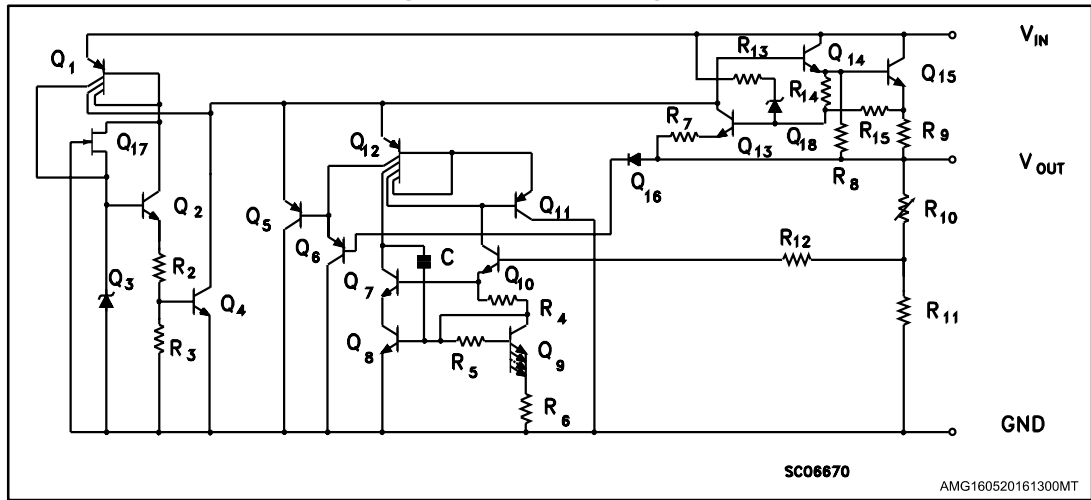 R13
VIN
Q1
Q14
Q15
R14
R7
Q17
Q12
Q13
Q18
R15
R9
VOUT
Q16
R8
Q2
Q5
Q11
R10
Q6
C
R12
Q3
R2
Q4
Q7
Q10
R4
R11
R3
Q8
R5
Q9
R6
GND
SC06670
AMG160520161300MT